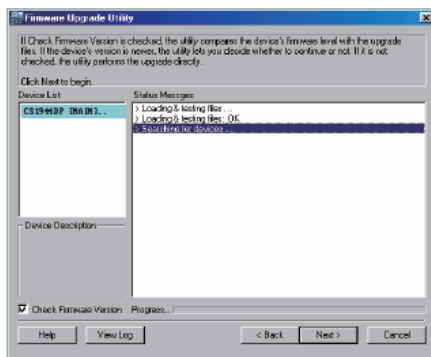 Firmware Upgrade Utility
If Check Firmware Version is checked, the utility compares the device's firmware level with the upgrade
files. If the device's version is newer, the utility lets you decide whether to continue or not. If it is not
checked, the utility performs the upgrade directly.
Click Next to begin.
Device List
Status Messages
CS1944DP [MAIN]..
> Loading & testing files ...
> Loading & testing files: OK
> Searching for devices ...
Device Description
Check Firmware Version
Progress...
Help
View Log
< Back
Next >
Cancel